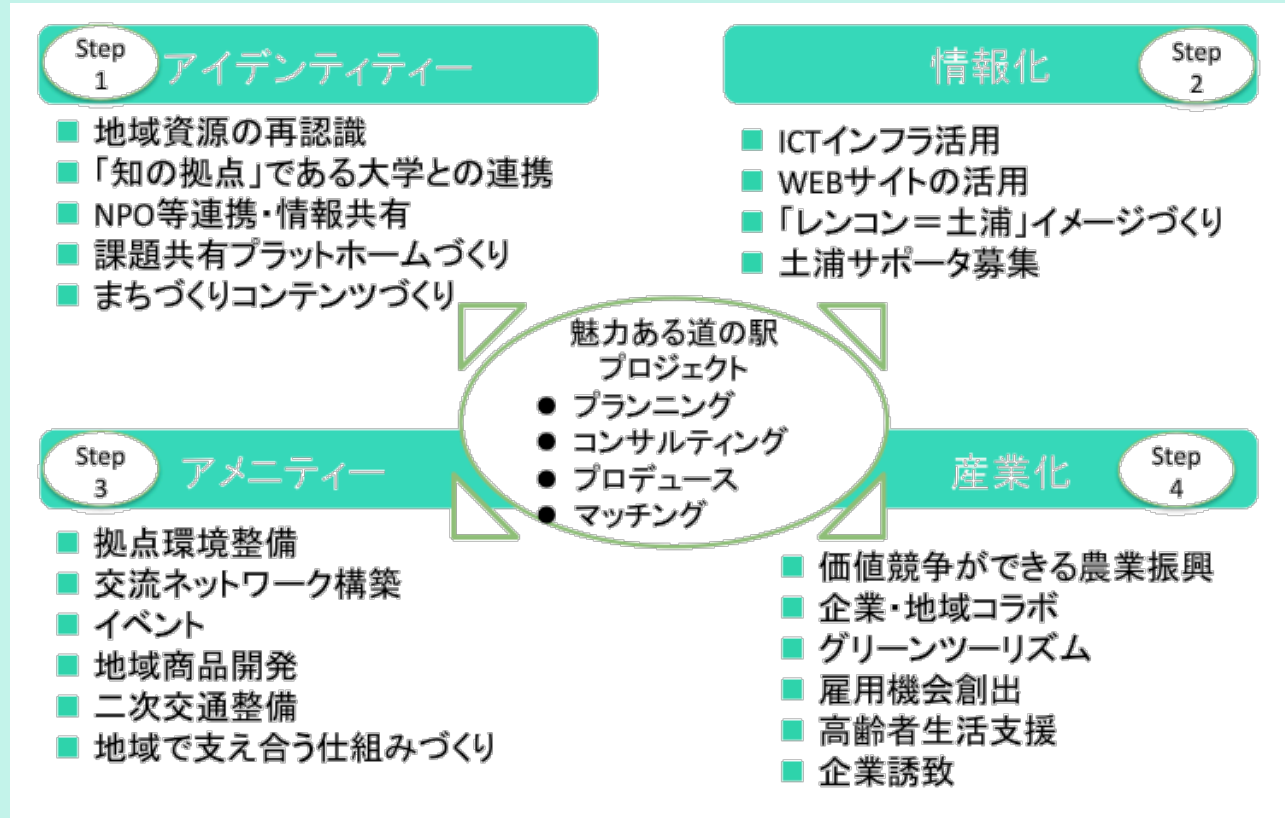 Step
1
アイデンティティー
■ 地域資源の再認識
■ 「知の拠点」である大学との連携
■ NPO等連携・情報共有
■ 課題共有プラットホームづくり
■ まちづくりコンテンツづくり
情報化
Step
2
■ ICTインフラ活用
■ WEBサイトの活用
■ 「レンコン＝土浦」イメージづくり
■ 土浦サポータ募集
魅力ある道の駅
プロジェクト
● プランニング
● コンサルティング
● プロデュース
● マッチング
Step
3
アメニティー
■ 拠点環境整備
■ 交流ネットワーク構築
■ イベント
■ 地域商品開発
■ 二次交通整備
■ 地域で支え合う仕組みづくり
産業化
Step
4
■ 価値競争ができる農業振興
■ 企業・地域コラボ
■ グリーンツーリズム
■ 雇用機会創出
■ 高齢者生活支援
■ 企業誘致